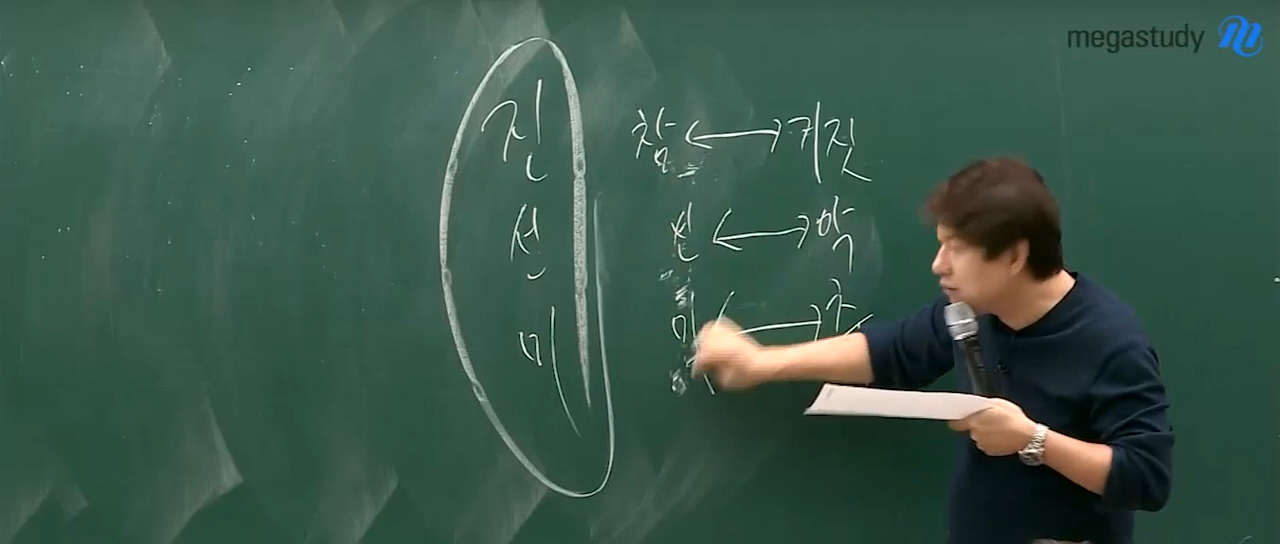 megastudy
진 참 ↔ 거짓
선 선 ↔ 악
미 미 ↔ 추